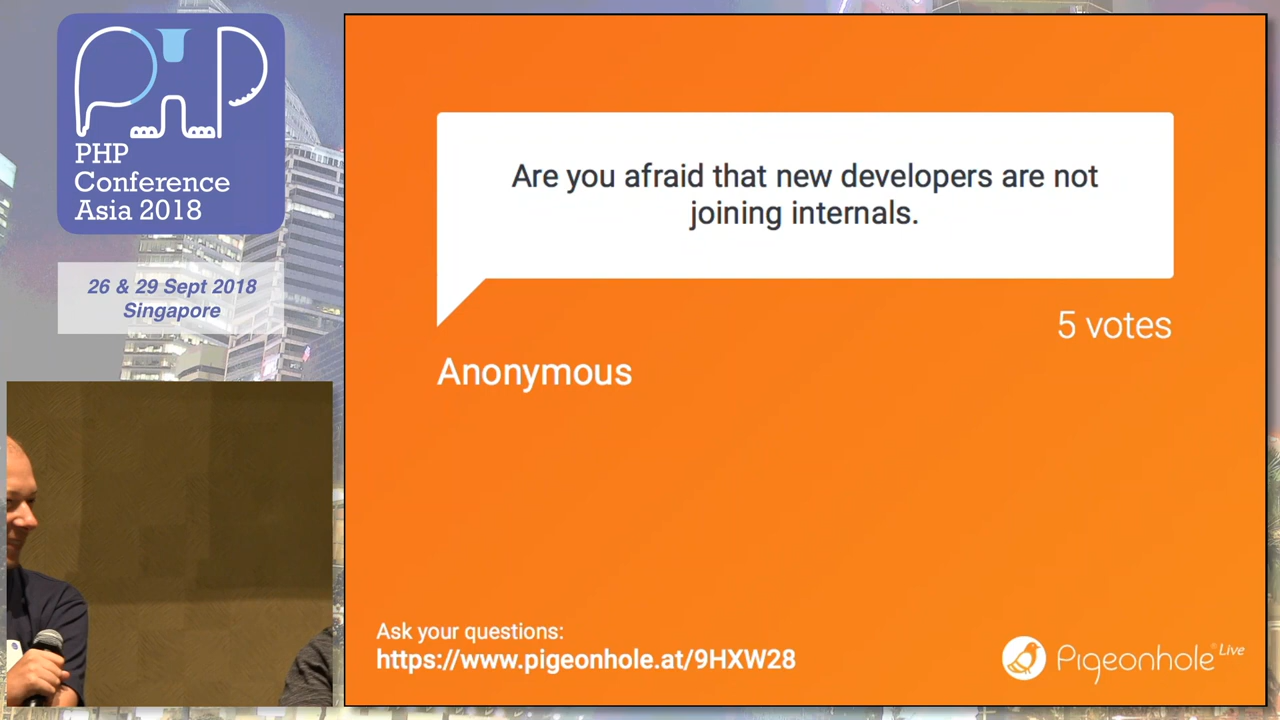 PHP
PHP
Conference
Asia 2018
26 & 29 Sept 2018
Singapore
Are you afraid that new developers are not
joining internals.
5 votes
Anonymous
Ask your questions:
https://www.pigeonhole.at/9HXW28
Pigeonhole Live